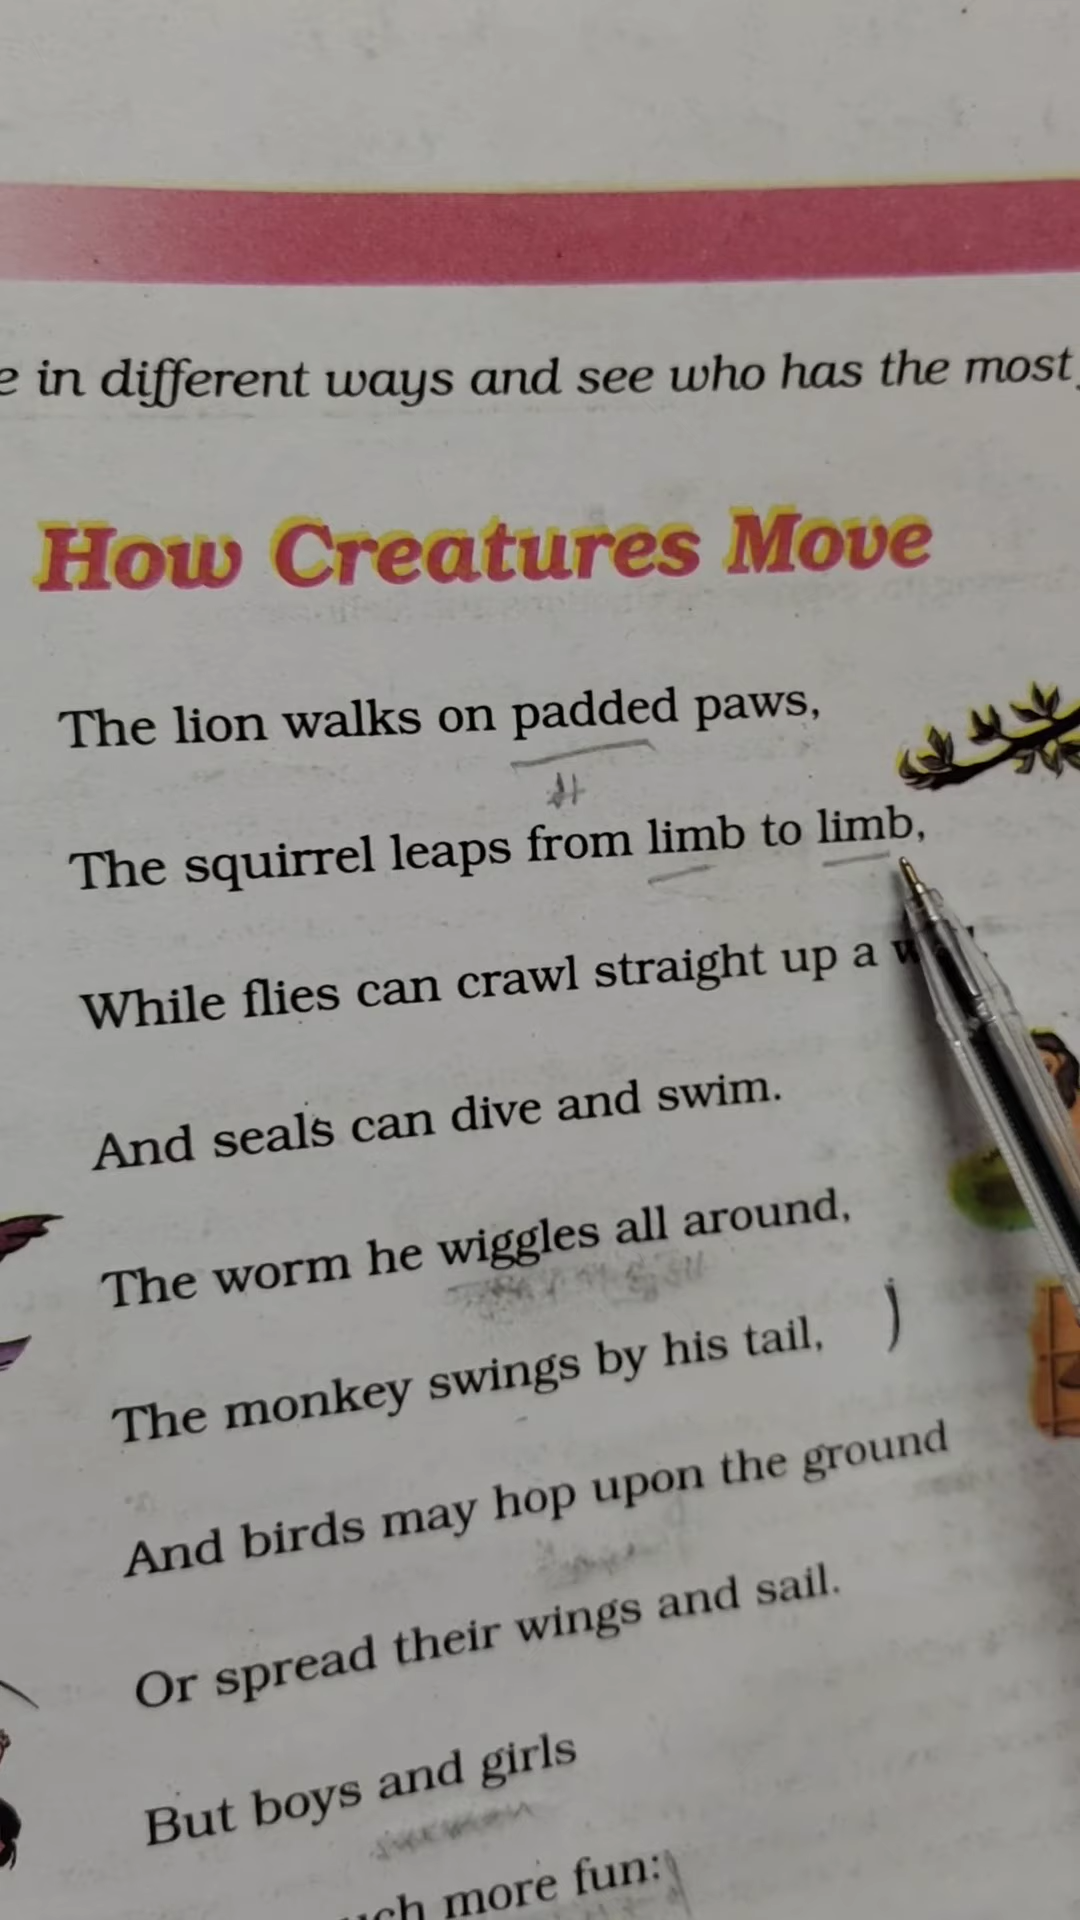 in different ways and see who has the most
How Creatures Move
The lion walks on padded paws,
The squirrel leaps from limb to limb,
While flies can crawl straight up a
And seals can dive and swim.
The worm he wiggles all around,
The monkey swings by his tail,
And birds may hop upon the ground
Or spread their wings and sail.
But boys and girls
more fun: